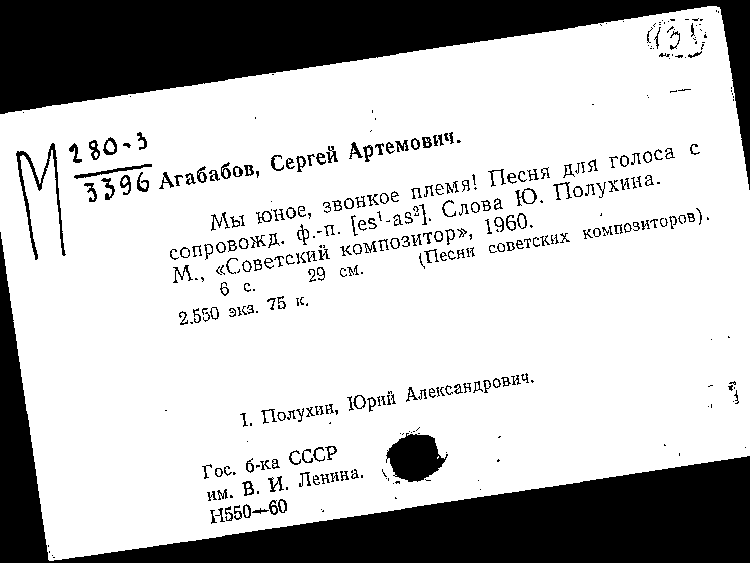 131
М 280-3
3396
Агабабов, Сергей Артемович.
Мы юное, звонкое племя! Песня для голоса с
сопровожд. ф.-п. [es¹-as²]. Слова Ю. Полухина.
М., «Советский композитор», 1960.
6 с. 29 см. (Песни советских композиторов).
2.550 экз. 75 к.
I. Полухин, Юрий Александрович.
Гос. б-ка СССР
им. В. И. Ленина.
Н550—60